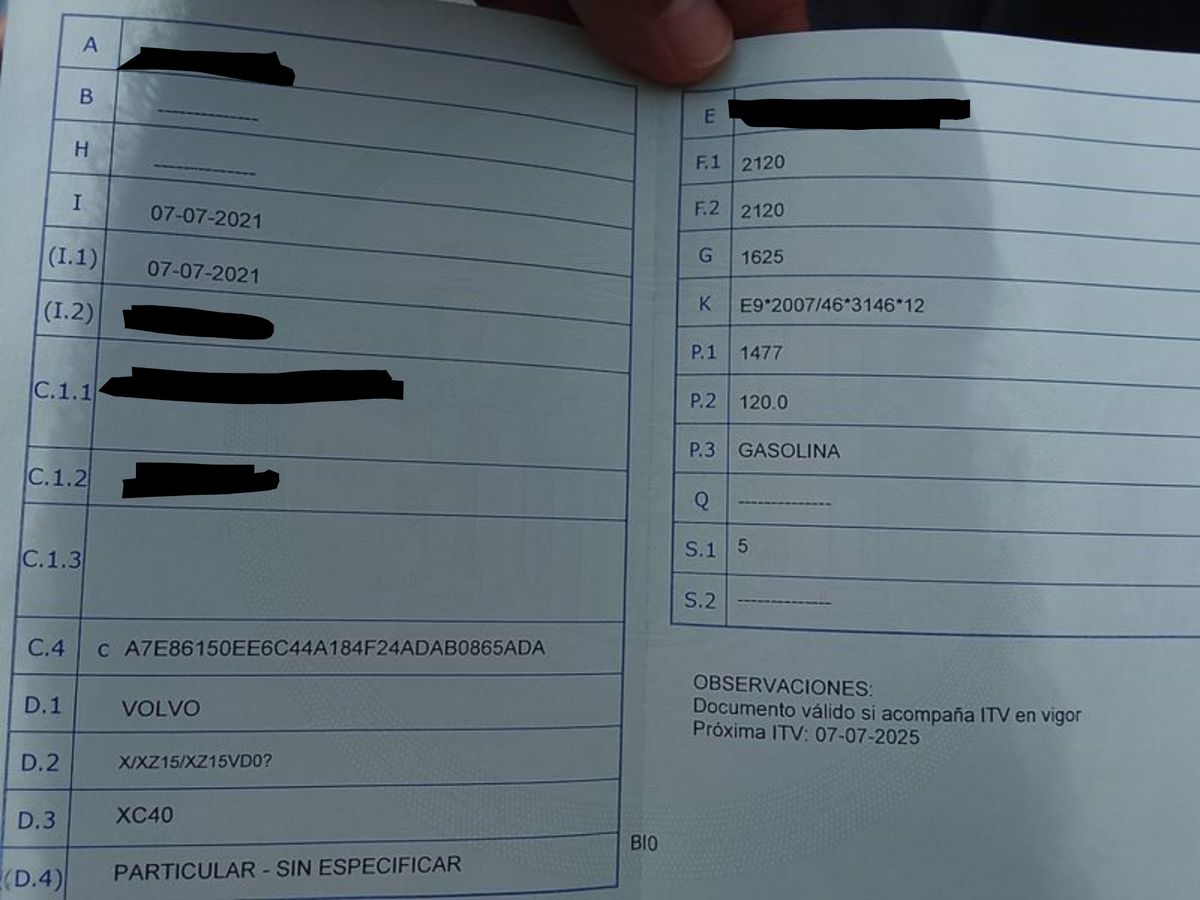 A
B -------------
H -------------
I 07-07-2021
(I.1) 07-07-2021
(I.2)
C.1.1
C.1.2
C.1.3
C.4 c A7E86150EE6C44A184F24ADAB0865ADA
D.1 VOLVO
D.2 X/XZ15/XZ15VD0?
D.3 XC40
(D.4) PARTICULAR - SIN ESPECIFICAR
E
F.1 2120
F.2 2120
G 1625
K E9*2007/46*3146*12
P.1 1477
P.2 120.0
P.3 GASOLINA
Q -------------
S.1 5
S.2 -------------
OBSERVACIONES:
Documento válido si acompaña ITV en vigor
Próxima ITV: 07-07-2025
BI0